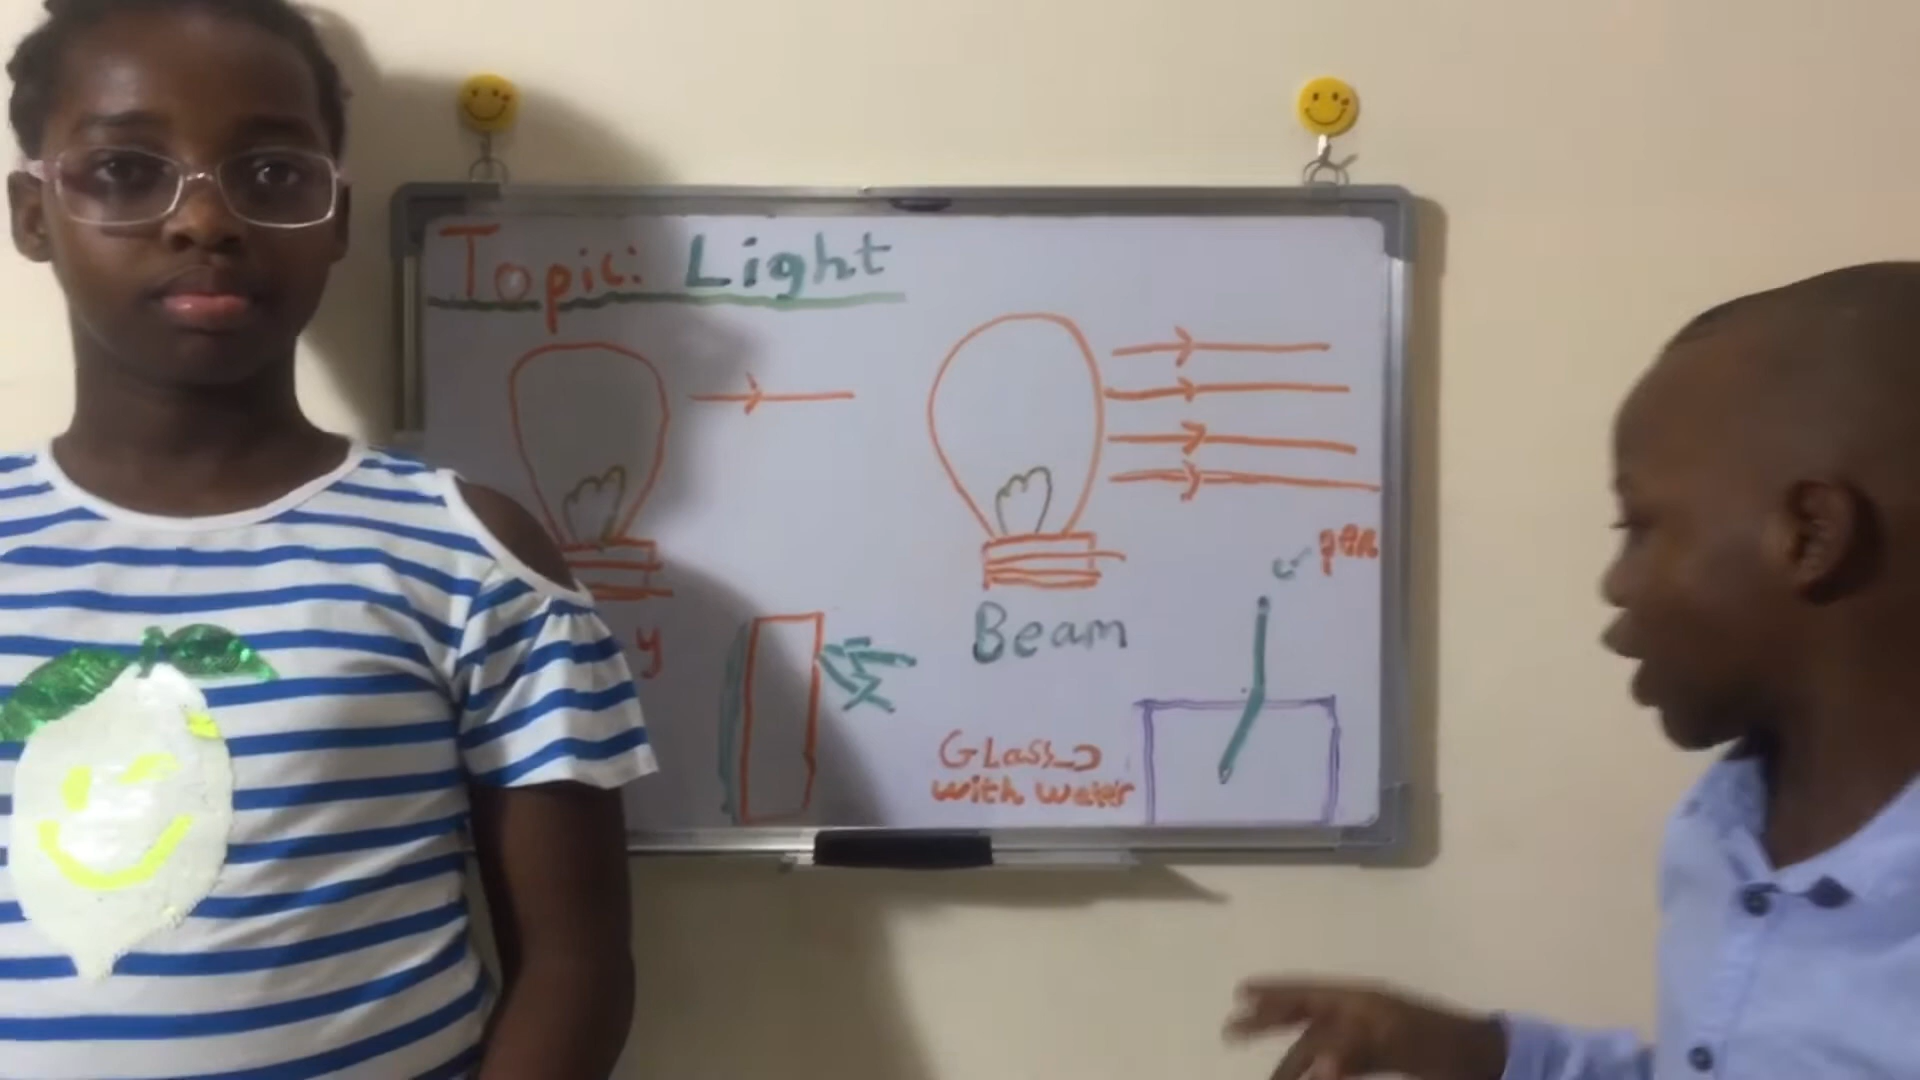 Topic: Light
y
Beam
pen
Glass
with water